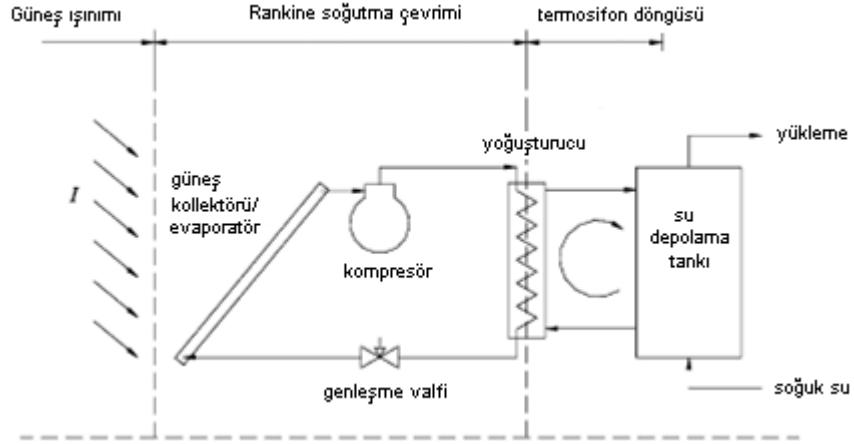 Güneş ışınımı
Rankine soğutma çevrimi
termosifon döngüsü
I
güneş
kollektörü/
evaporatör
kompresör
genleşme valfi
yoğuşturucu
yükleme
su
depolama
tankı
soğuk su